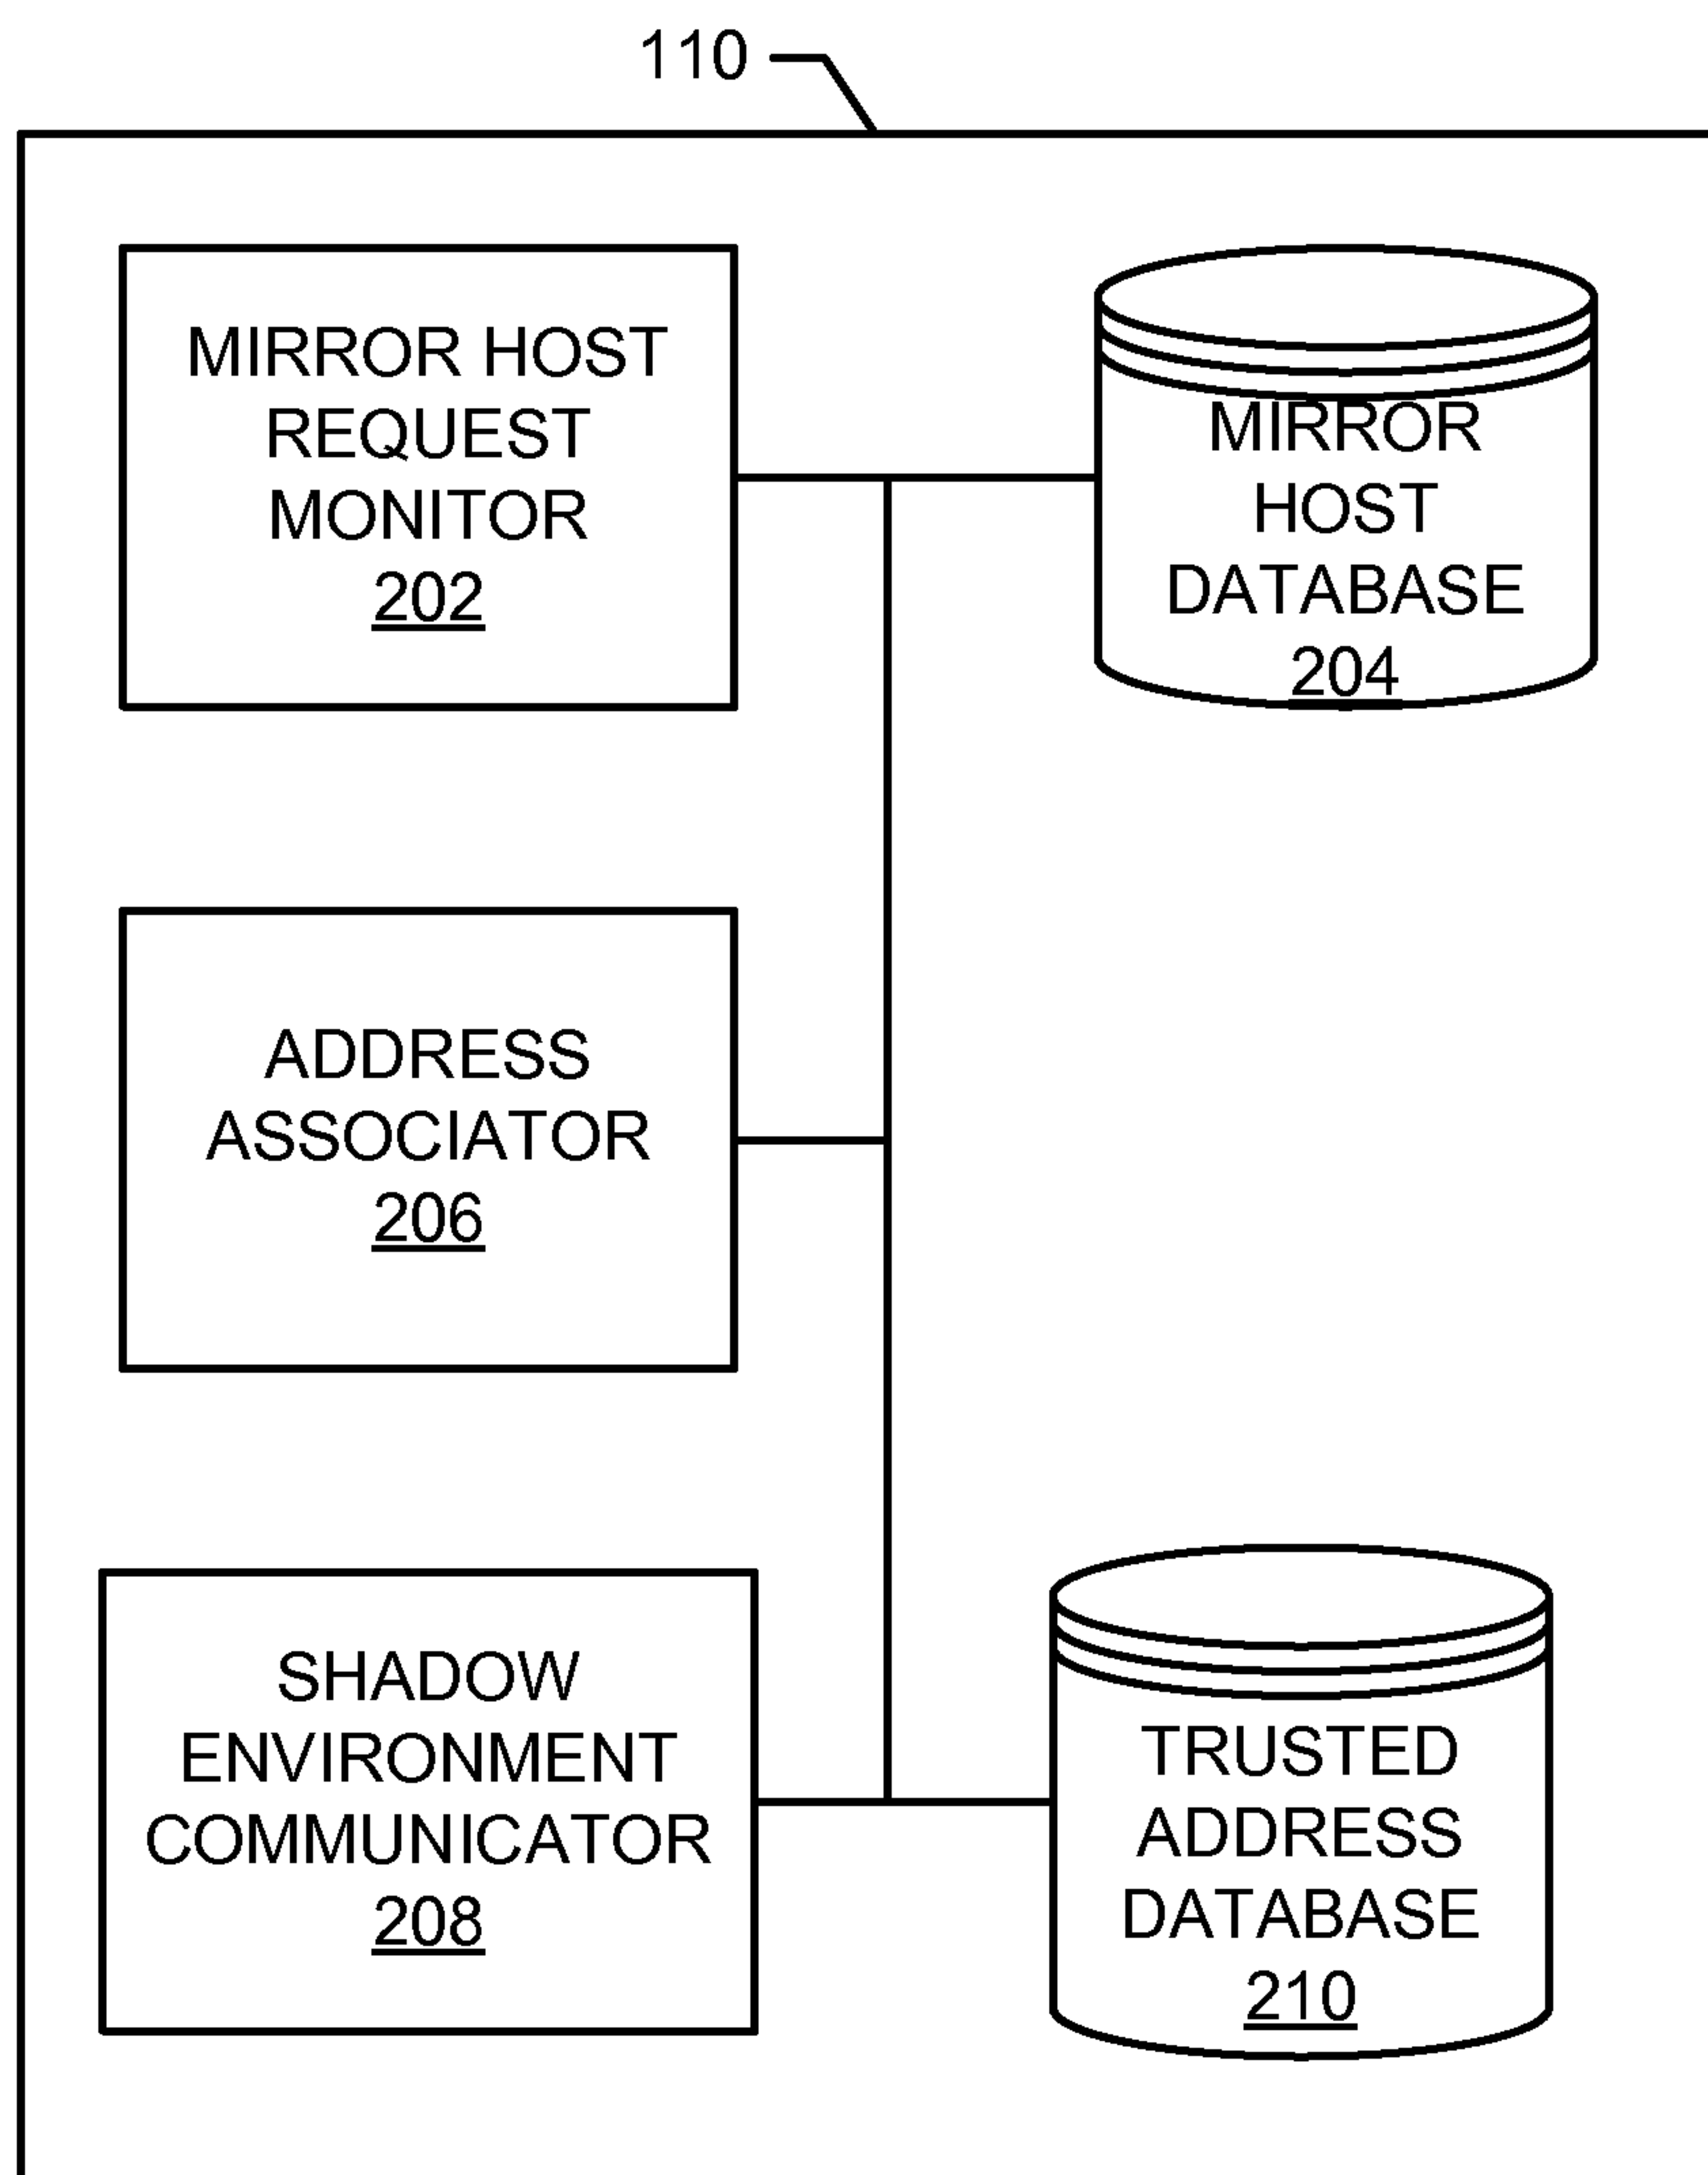 110
MIRROR HOST
REQUEST
MONITOR
202
MIRROR
HOST
DATABASE
204
ADDRESS
ASSOCIATOR
206
SHADOW
ENVIRONMENT
COMMUNICATOR
208
TRUSTED
ADDRESS
DATABASE
210